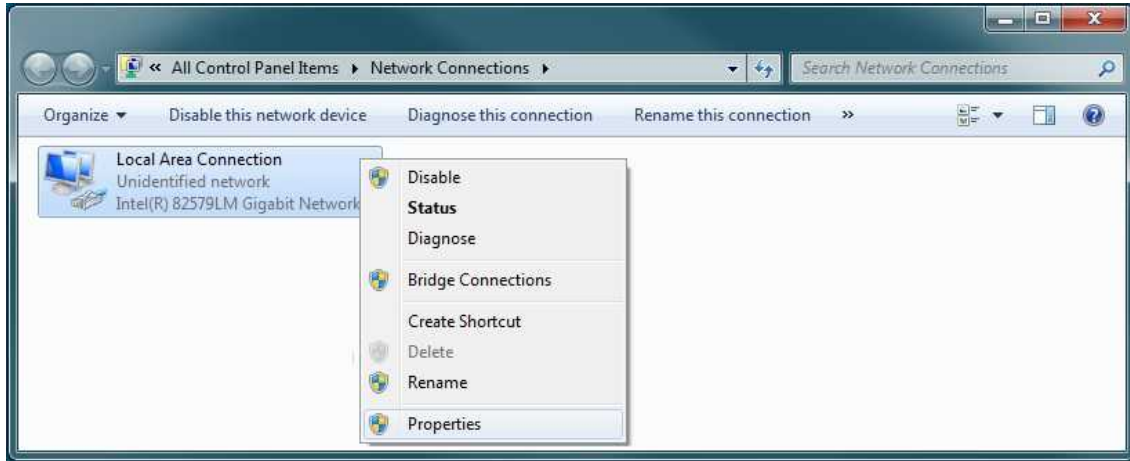 « All Control Panel Items ▸ Network Connections ▸ Search Network Connections
Organize ▾ Disable this network device Diagnose this connection Rename this connection »
Local Area Connection
Unidentified network
Intel(R) 82579LM Gigabit Network
Disable
Status
Diagnose
Bridge Connections
Create Shortcut
Delete
Rename
Properties